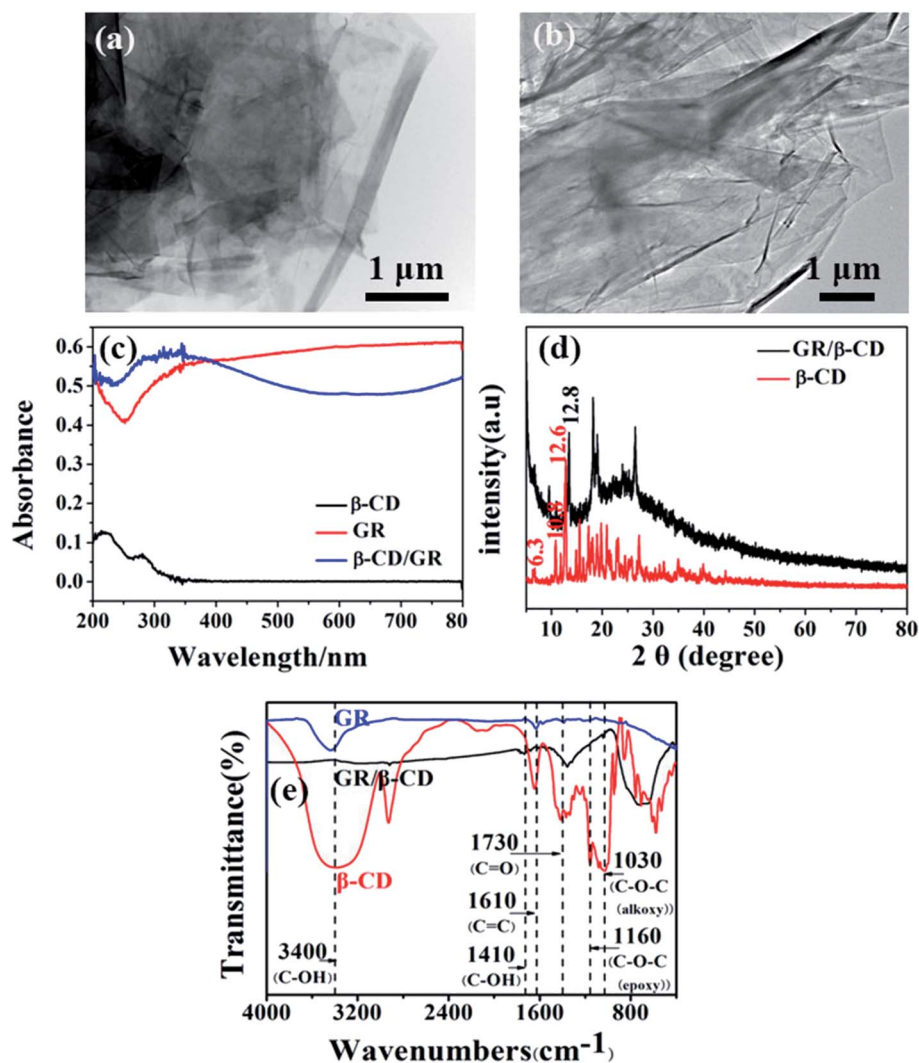 (a)
1 μm
(b)
1 μm
(c)
0.6
0.5
0.4
0.3
0.2
0.1
0.0
200 300 400 500 600 700 80
Absorbance
Wavelength/nm
β-CD
GR
β-CD/GR
(d)
GR/β-CD
β-CD
6.3
10.8
12.6
12.8
intensity(a.u)
10 20 30 40 50 60 70 80
2 θ (degree)
(e)
GR
GR/β-CD
β-CD
3400
(C-OH)
1730
(C=O)
1610
(C=C)
1410
(C-OH)
1030
(C-O-C
(alkoxy))
1160
(C-O-C
(epoxy))
Transmittance(%)
4000 3200 2400 1600 800
Wavenumbers(cm-1)